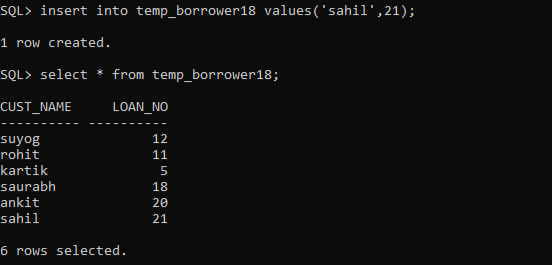 SQL> insert into temp_borrower18 values('sahil',21);
1 row created.
SQL> select * from temp_borrower18;
CUST_NAME     LOAN_NO
---------- ----------
suyog              12
rohit              11
kartik              5
saurabh            18
ankit              20
sahil              21
6 rows selected.